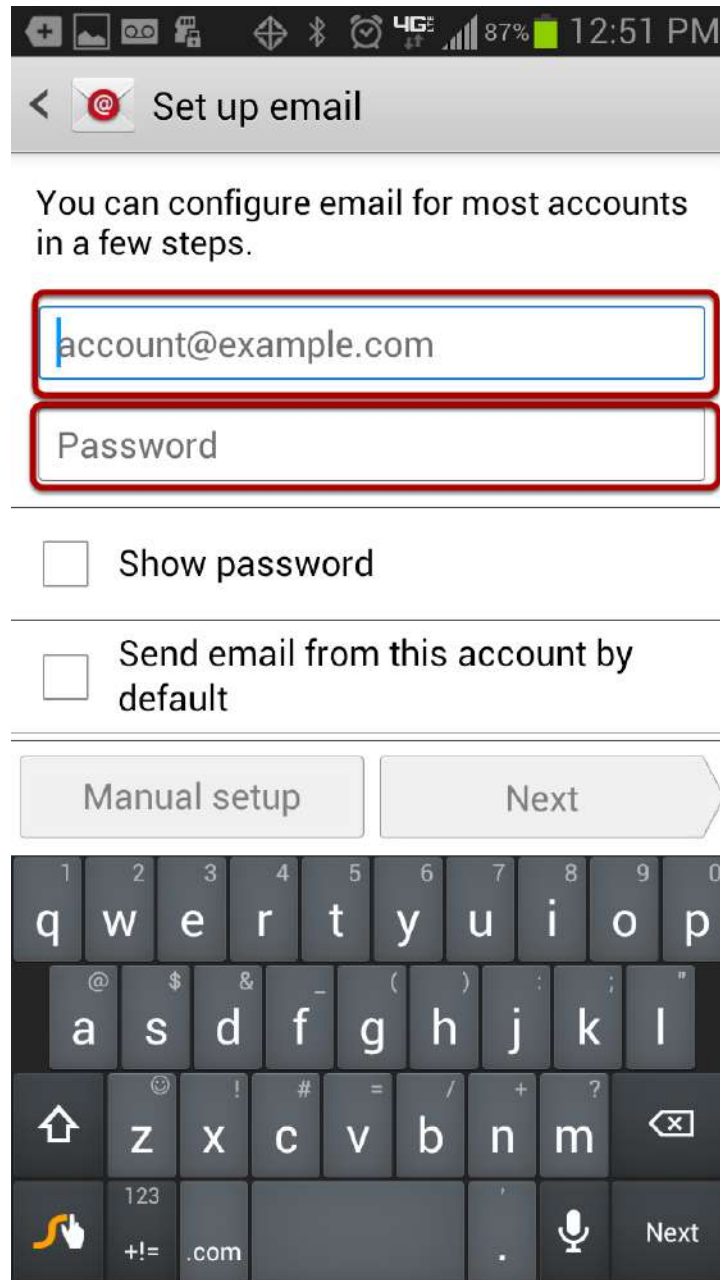 4G LTE 87% 12:51 PM
@ Set up email
You can configure email for most accounts
in a few steps.
account@example.com
Password
Show password
Send email from this account by
default
Manual setup Next
1 2 3 4 5 6 7 8 9 0
q w e r t y u i o p
@ $ & _ ( ) : ; "
a s d f g h j k l
! # = / + ?
z x c v b n m
123 '
+!= .com . Next